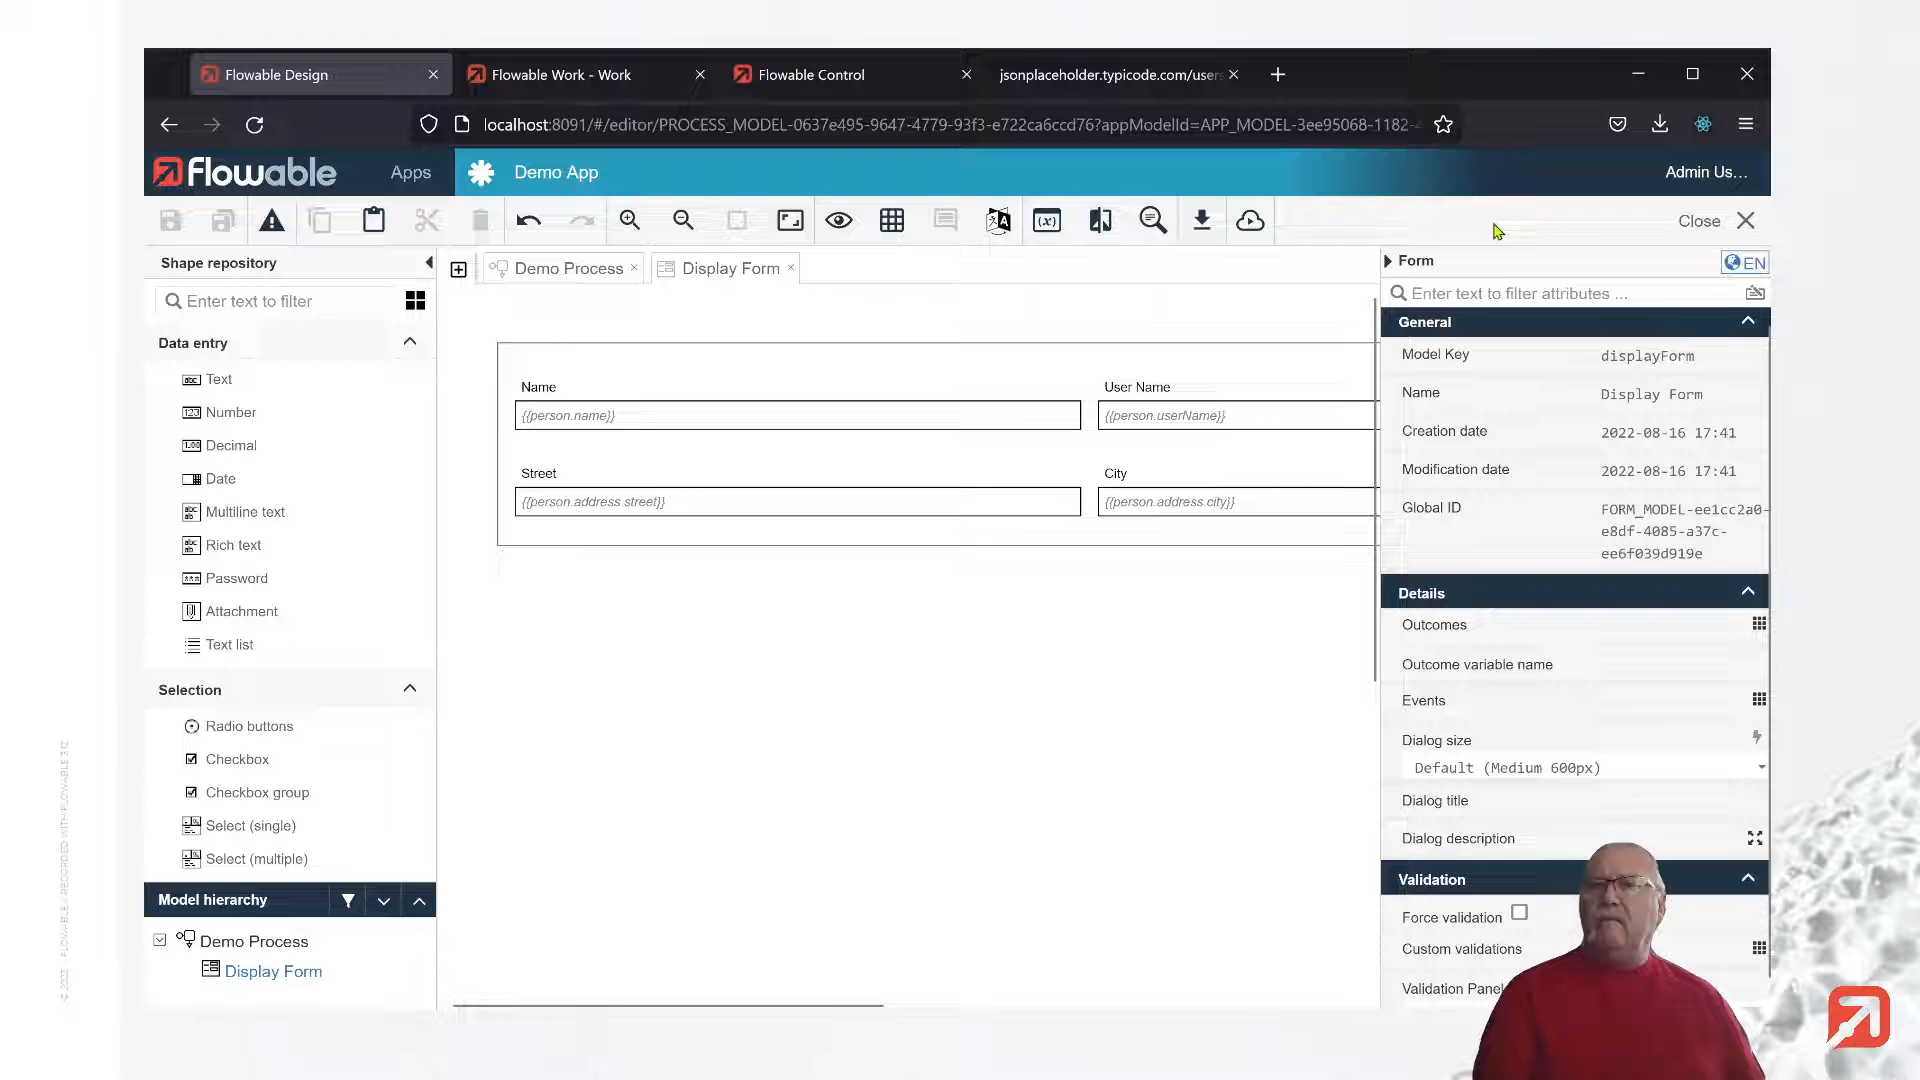 Flowable Design
Flowable Work - Work
Flowable Control
jsonplaceholder.typicode.com/users
localhost:8091/#/editor/PROCESS_MODEL-0637e495-9647-4779-93f3-e722ca6ccd76?appModelId=APP_MODEL-3ee95068-1182-4
flowable
Apps
Demo App
Admin Us...
Close
Shape repository
Demo Process
Display Form
Form
EN
Enter text to filter
Enter text to filter attributes ...
Data entry
Text
Number
Decimal
Date
Multiline text
Rich text
Password
Attachment
Text list
Selection
Radio buttons
Checkbox
Checkbox group
Select (single)
Select (multiple)
Model hierarchy
Demo Process
Display Form
Name
{{person.name}}
User Name
{{person.userName}}
Street
{{person.address.street}}
City
{{person.address.city}}
General
Model Key
displayForm
Name
Display Form
Creation date
2022-08-16 17:41
Modification date
2022-08-16 17:41
Global ID
FORM_MODEL-ee1cc2a0-
e8df-4085-a37c-
ee6f039d919e
Details
Outcomes
Outcome variable name
Events
Dialog size
Default (Medium 600px)
Dialog title
Dialog description
Validation
Force validation
Custom validations
Validation Panel